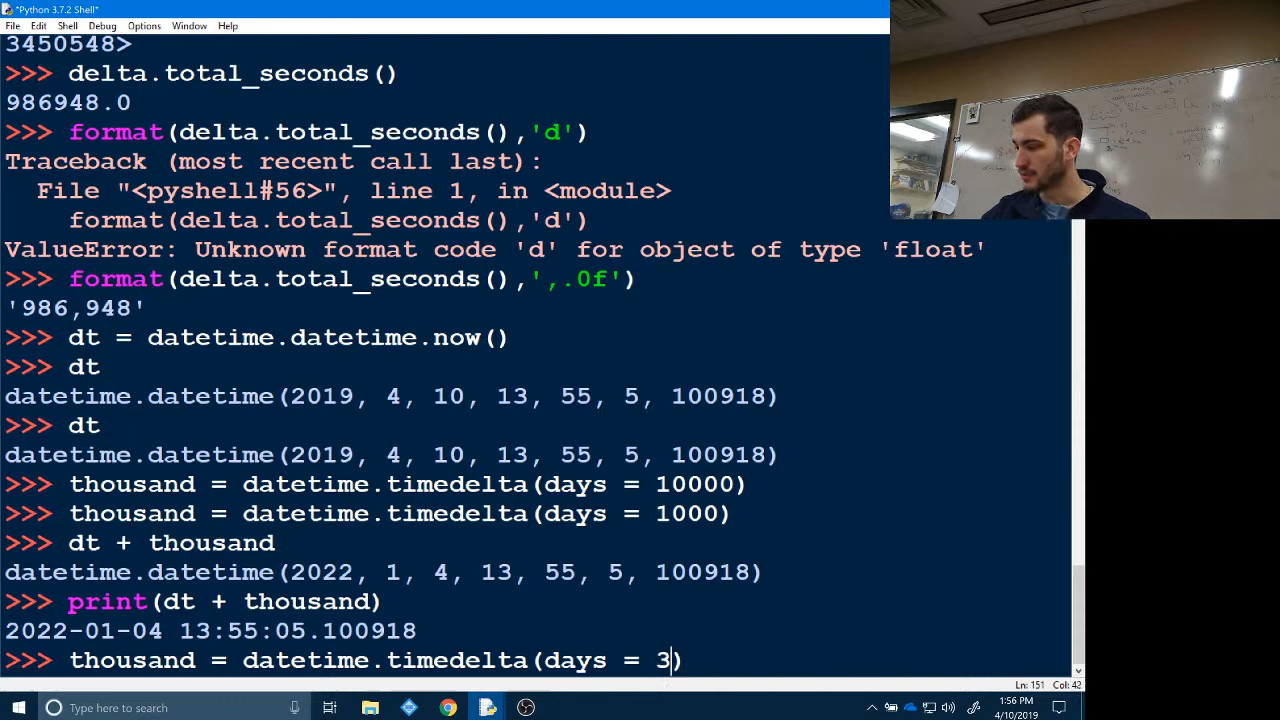 *Python 3.7.2 Shell*
File Edit Shell Debug Options Window Help
3450548>
>>> delta.total_seconds()
986948.0
>>> format(delta.total_seconds(),'d')
Traceback (most recent call last):
  File "<pyshell#56>", line 1, in <module>
    format(delta.total_seconds(),'d')
ValueError: Unknown format code 'd' for object of type 'float'
>>> format(delta.total_seconds(),',.0f')
'986,948'
>>> dt = datetime.datetime.now()
>>> dt
datetime.datetime(2019, 4, 10, 13, 55, 5, 100918)
>>> dt
datetime.datetime(2019, 4, 10, 13, 55, 5, 100918)
>>> thousand = datetime.timedelta(days = 10000)
>>> thousand = datetime.timedelta(days = 1000)
>>> dt + thousand
datetime.datetime(2022, 1, 4, 13, 55, 5, 100918)
>>> print(dt + thousand)
2022-01-04 13:55:05.100918
>>> thousand = datetime.timedelta(days = 3)
Ln: 151 Col: 42
Type here to search
1:56 PM
4/10/2019